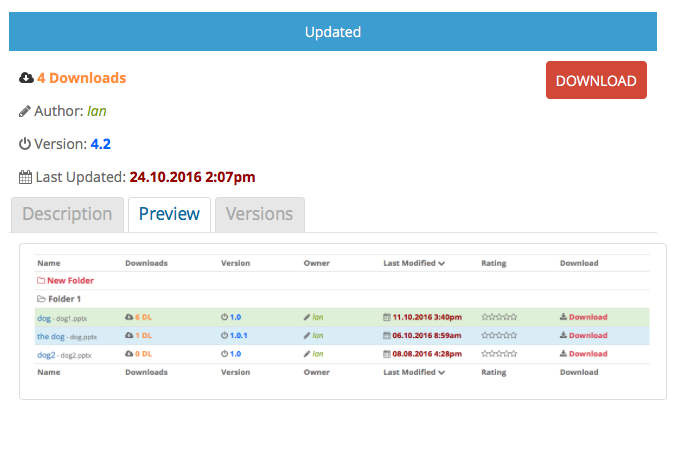 Updated
4 Downloads
DOWNLOAD
Author: Ian
Version: 4.2
Last Updated: 24.10.2016 2:07pm
Description Preview Versions
Name Downloads Version Owner Last Modified Rating Download
New Folder
Folder 1
dog - dog1.pptx 6 DL 1.0 Ian 11.10.2016 3:40pm Download
the dog - dog.pptx 1 DL 1.0.1 Ian 06.10.2016 8:59am Download
dog2 - dog2.pptx 0 DL 1.0 Ian 08.08.2016 4:28pm Download
Name Downloads Version Owner Last Modified Rating Download